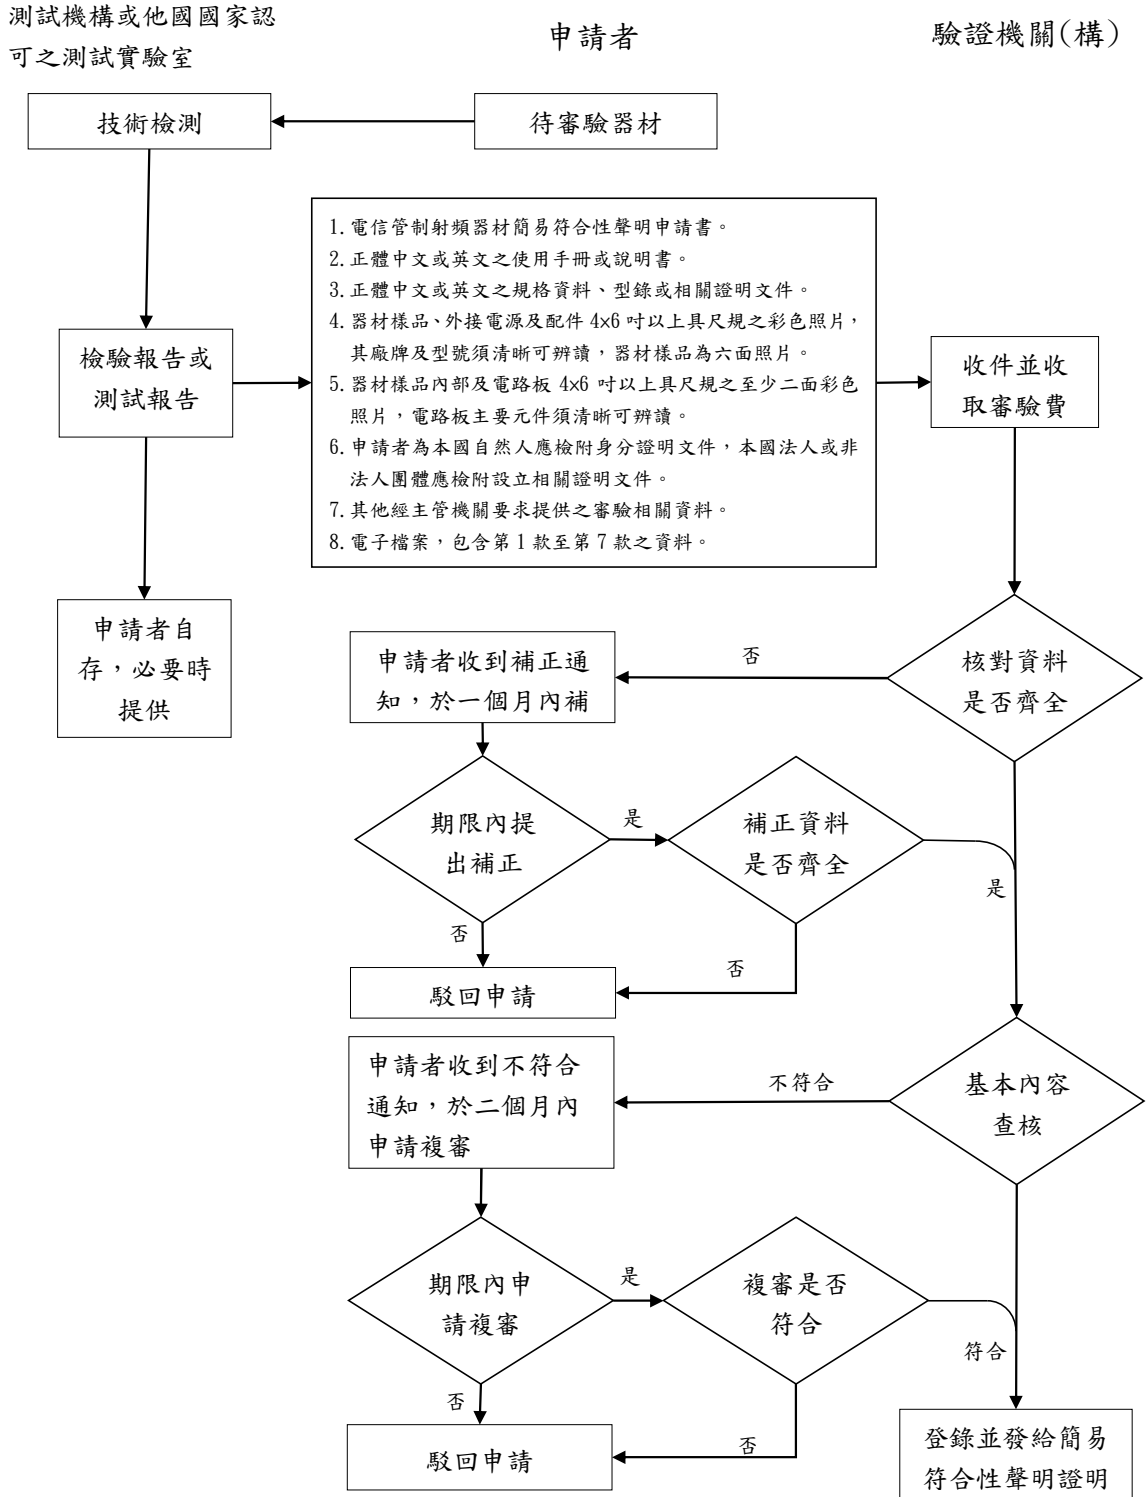 測試機構或他國國家認
可之測試實驗室
申請者
驗證機關(構)
技術檢測
待審驗器材
1.電信管制射頻器材簡易符合性聲明申請書。
2.正體中文或英文之使用手冊或說明書。
3.正體中文或英文之規格資料、型錄或相關證明文件。
4.器材樣品、外接電源及配件 4×6 吋以上具尺規之彩色照片，
其廠牌及型號須清晰可辨讀，器材樣品為六面照片。
5.器材樣品內部及電路板 4×6 吋以上具尺規之至少二面彩色
照片，電路板主要元件須清晰可辨讀。
6.申請者為本國自然人應檢附身分證明文件，本國法人或非
法人團體應檢附設立相關證明文件。
7.其他經主管機關要求提供之審驗相關資料。
8.電子檔案，包含第 1 款至第 7 款之資料。
檢驗報告或
測試報告
收件並收
取審驗費
申請者自
存，必要時
提供
申請者收到補正通
知，於一個月內補
否
核對資料
是否齊全
期限內提
出補正
是
補正資料
是否齊全
是
否
否
駁回申請
申請者收到不符合
通知，於二個月內
申請複審
不符合
基本內容
查核
期限內申
請複審
是
複審是否
符合
符合
否
否
駁回申請
登錄並發給簡易
符合性聲明證明